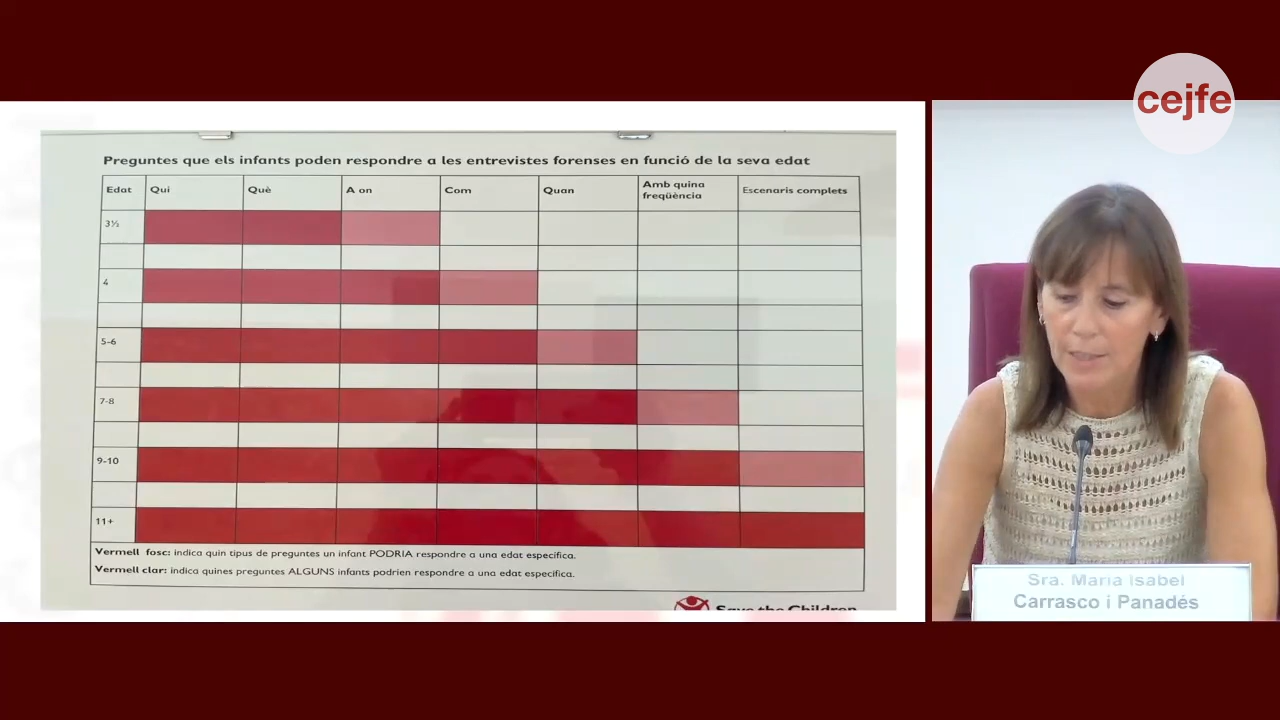 cejfe
Preguntes que els infants poden respondre a les entrevistes forenses en funció de la seva edat
Edat Qui Què A on Com Quan Amb quina freqüència Escenaris complets
3½
4
5-6
7-8
9-10
11+
Vermell fosc: indica quin tipus de preguntes un infant PODRIA respondre a una edat específica.
Vermell clar: indica quines preguntes ALGUNS infants podrien respondre a una edat específica.
Save the Children
Sra. Maria Isabel
Carrasco i Panadés